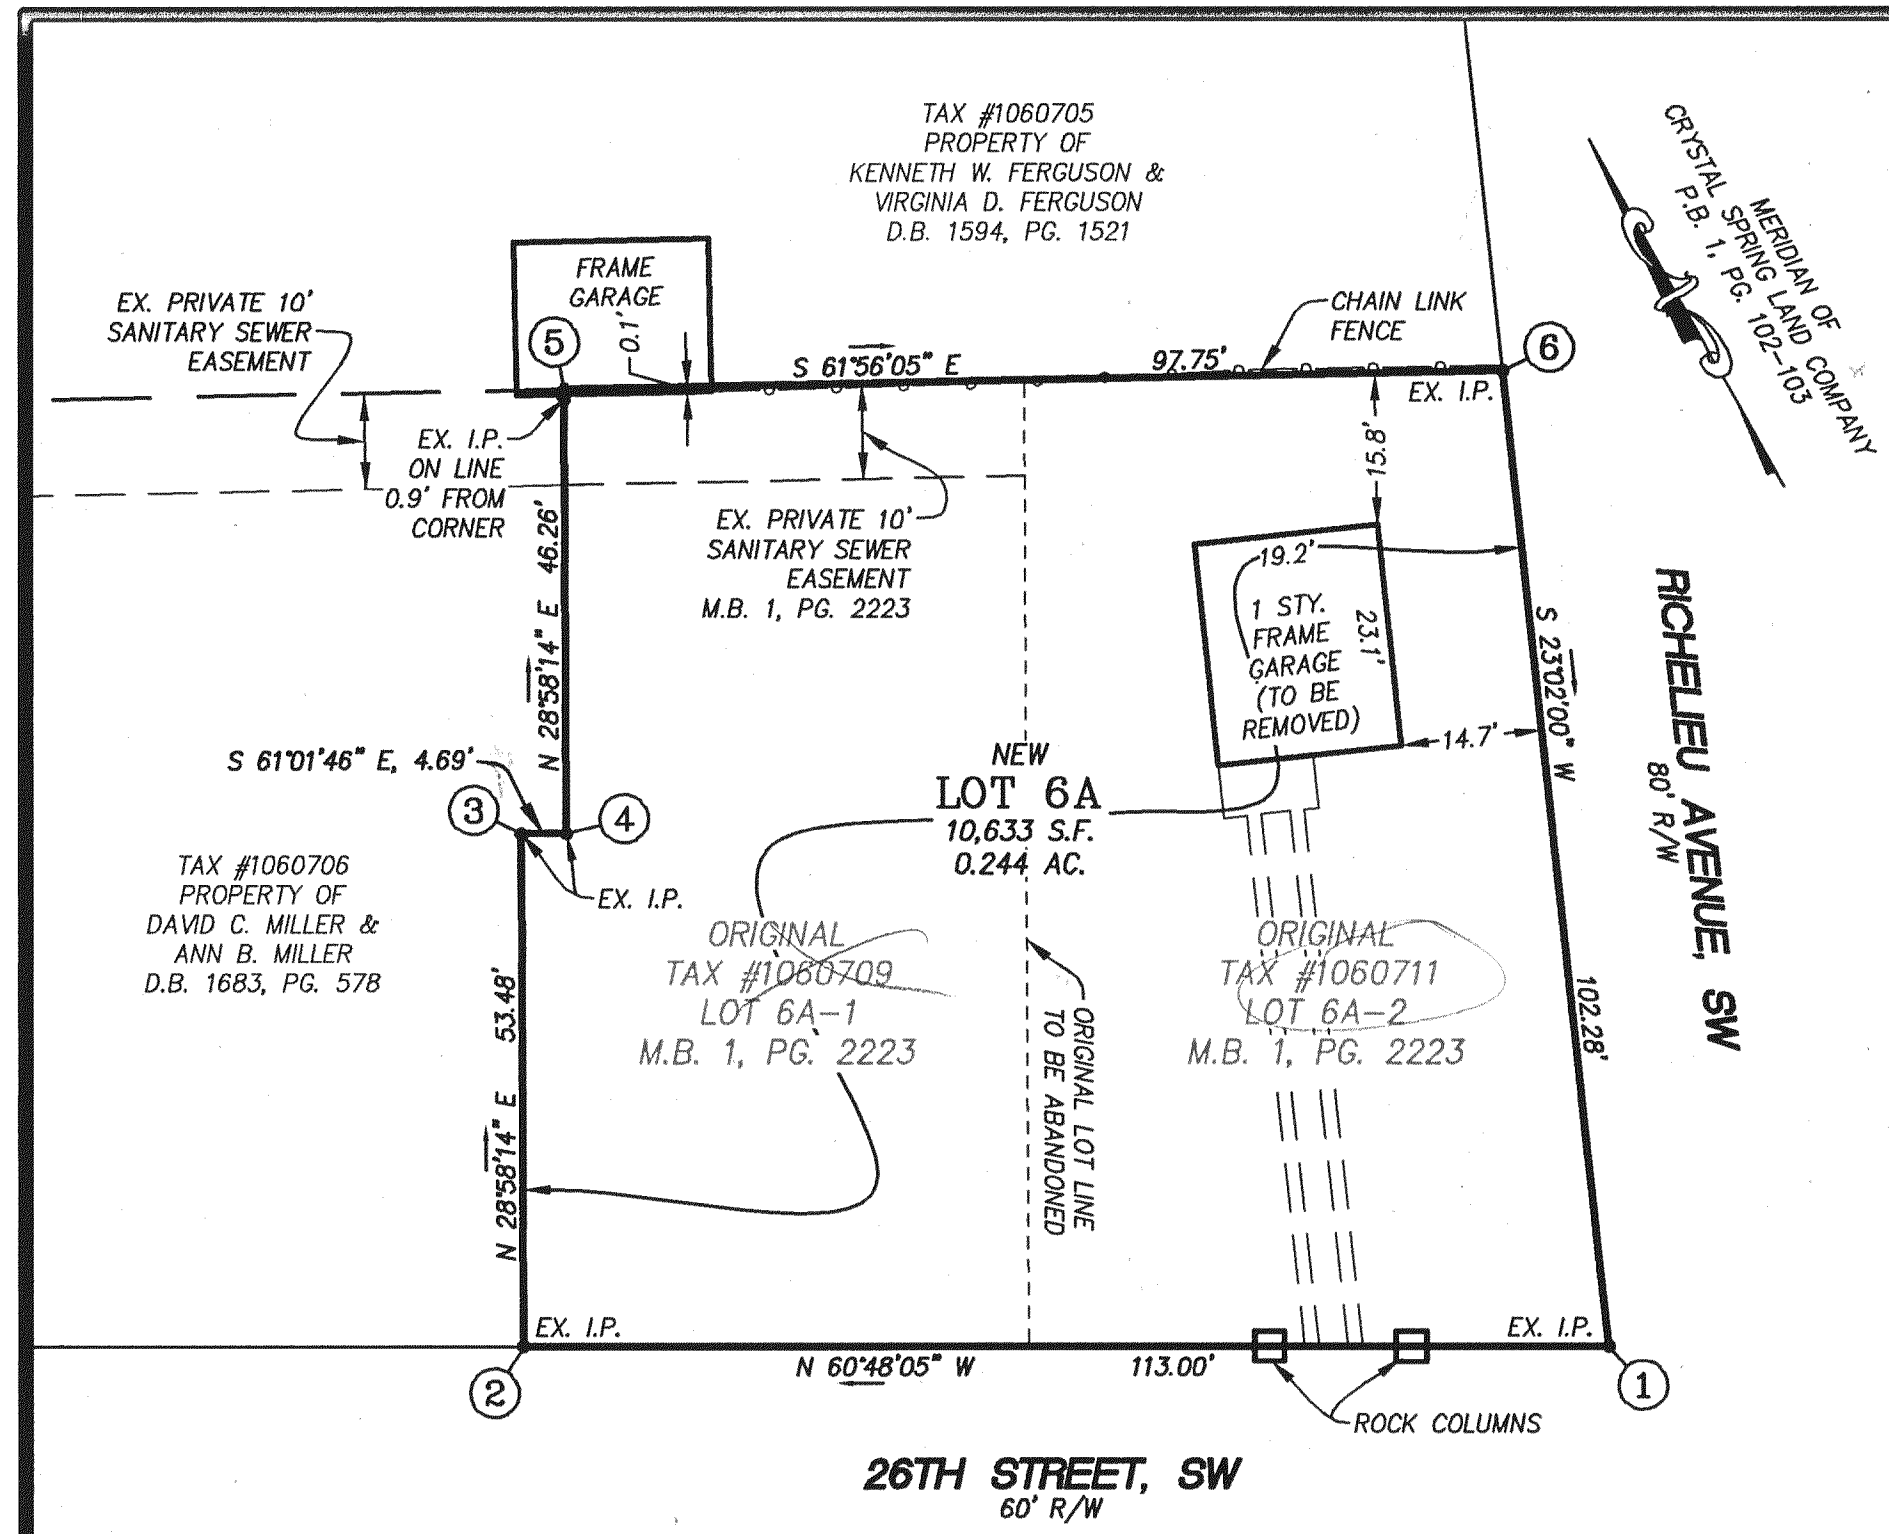 TAX #1060705
PROPERTY OF
KENNETH W. FERGUSON &
VIRGINIA D. FERGUSON
D.B. 1594, PG. 1521
MERIDIAN OF
CRYSTAL SPRING LAND COMPANY
P.B. 1, PG. 102-103
FRAME
GARAGE
0.1'
EX. PRIVATE 10'
SANITARY SEWER
EASEMENT
5
S 61°56'05" E
97.75'
CHAIN LINK
FENCE
6
EX. I.P.
EX. I.P.
ON LINE
0.9' FROM
CORNER
15.8'
EX. PRIVATE 10'
SANITARY SEWER
EASEMENT
M.B. 1, PG. 2223
19.2'
1 STY.
FRAME
GARAGE
(TO BE
REMOVED)
23.1'
14.7'
N 28°58'14" E 46.26'
S 23°02'00" W
102.28'
RICHELIEU AVENUE, SW
80' R/W
S 61°01'46" E, 4.69'
3
4
NEW
LOT 6A
10,633 S.F.
0.244 AC.
TAX #1060706
PROPERTY OF
DAVID C. MILLER &
ANN B. MILLER
D.B. 1683, PG. 578
EX. I.P.
ORIGINAL
TAX #1060709
LOT 6A-1
M.B. 1, PG. 2223
ORIGINAL
TAX #1060711
LOT 6A-2
M.B. 1, PG. 2223
ORIGINAL LOT LINE
TO BE ABANDONED
N 28°58'14" E 53.48'
EX. I.P.
EX. I.P.
N 60°48'05" W
113.00'
2
1
ROCK COLUMNS
26TH STREET, SW
60' R/W